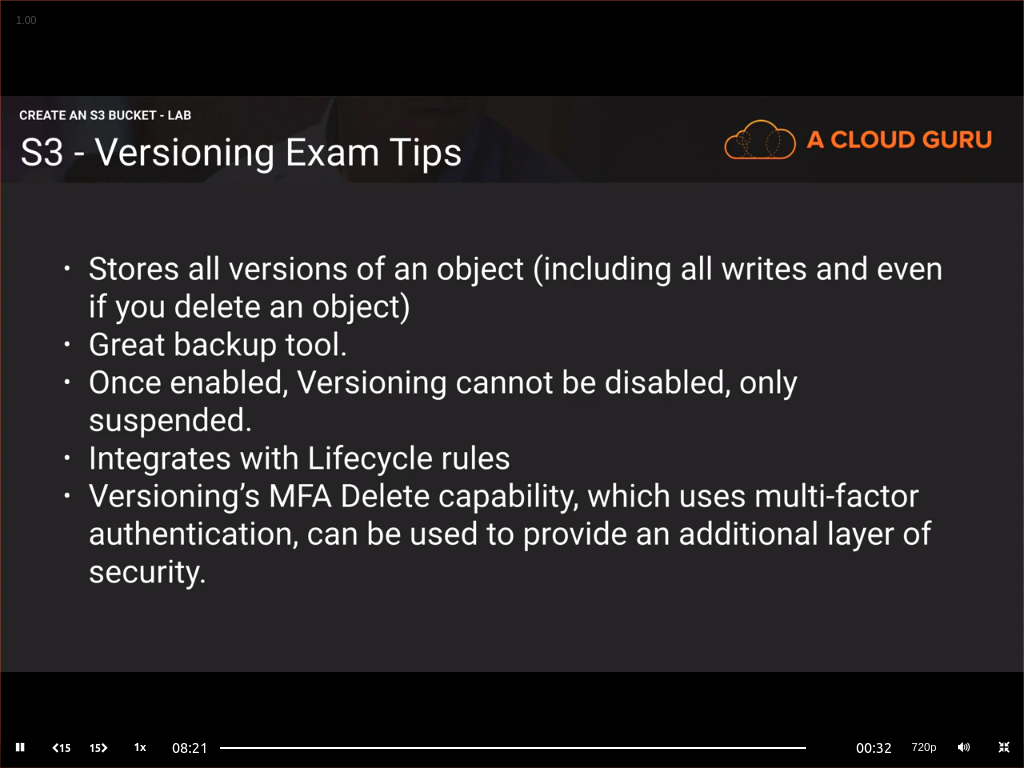 1.00
CREATE AN S3 BUCKET - LAB
S3 - Versioning Exam Tips
A CLOUD GURU
• Stores all versions of an object (including all writes and even
if you delete an object)
• Great backup tool.
• Once enabled, Versioning cannot be disabled, only
suspended.
• Integrates with Lifecycle rules
• Versioning’s MFA Delete capability, which uses multi-factor
authentication, can be used to provide an additional layer of
security.
15 15 1x 08:21 00:32 720p